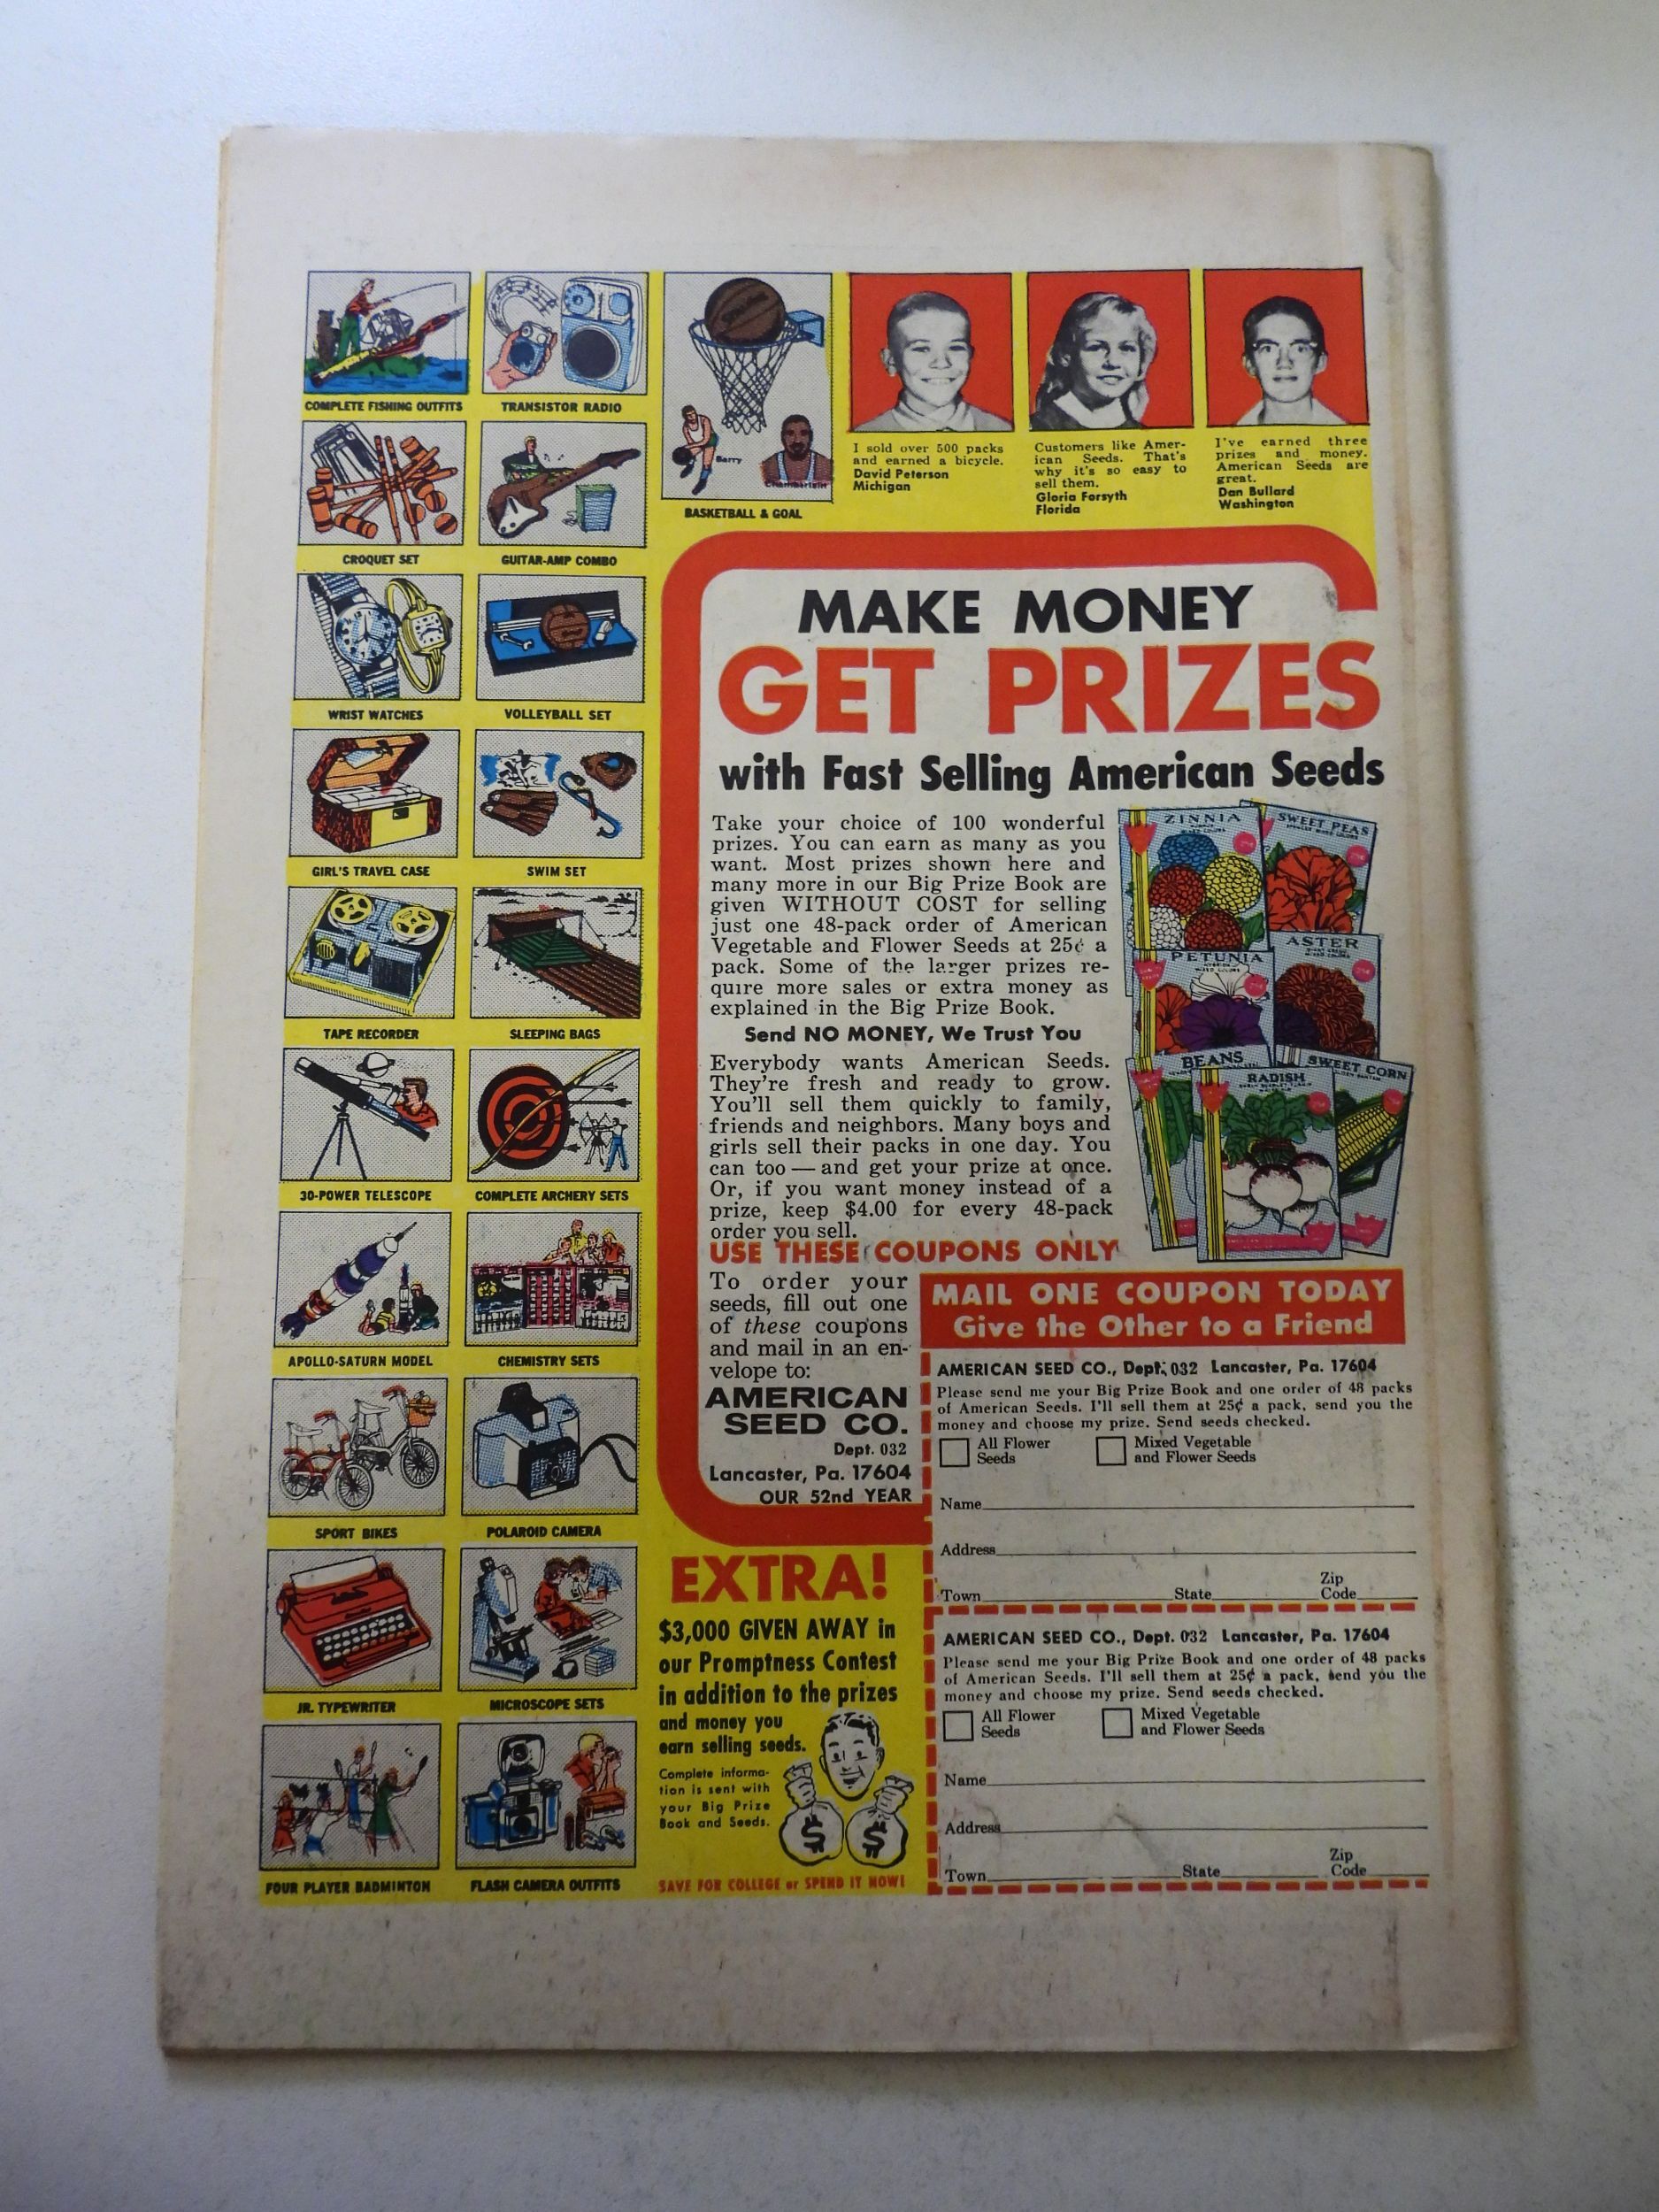 COMPLETE FISHING OUTFITS
TRANSISTOR RADIO
CROQUET SET
GUITAR-AMP COMBO
WRIST WATCHES
VOLLEYBALL SET
GIRL'S TRAVEL CASE
SWIM SET
TAPE RECORDER
SLEEPING BAGS
30-POWER TELESCOPE
COMPLETE ARCHERY SETS
APOLLO-SATURN MODEL
CHEMISTRY SETS
SPORT BIKES
POLAROID CAMERA
JR. TYPEWRITER
MICROSCOPE SETS
FOUR PLAYER BADMINTON
FLASH CAMERA OUTFITS
Barry
Chamberlain
BASKETBALL & GOAL
I sold over 500 packs
and earned a bicycle.
David Peterson
Michigan
Customers like Amer-
ican Seeds. That's
why it's so easy to
sell them.
Gloria Forsyth
Florida
I've earned three
prizes and money.
American Seeds are
great.
Dan Bullard
Washington
MAKE MONEY
GET PRIZES
with Fast Selling American Seeds
Take your choice of 100 wonderful
prizes. You can earn as many as you
want. Most prizes shown here and
many more in our Big Prize Book are
given WITHOUT COST for selling
just one 48-pack order of American
Vegetable and Flower Seeds at 25¢ a
pack. Some of the larger prizes re-
quire more sales or extra money as
explained in the Big Prize Book.
Send NO MONEY, We Trust You
Everybody wants American Seeds.
They're fresh and ready to grow.
You'll sell them quickly to family,
friends and neighbors. Many boys and
girls sell their packs in one day. You
can too — and get your prize at once.
Or, if you want money instead of a
prize, keep $4.00 for every 48-pack
order you sell.
ZINNIA
SWEET PEAS
PETUNIA
ASTER
BEANS
RADISH
SWEET CORN
USE THESE COUPONS ONLY
To order your
seeds, fill out one
of these coupons
and mail in an en-
velope to:
AMERICAN
SEED CO.
Dept. 032
Lancaster, Pa. 17604
OUR 52nd YEAR
MAIL ONE COUPON TODAY
Give the Other to a Friend
AMERICAN SEED CO., Dept. 032 Lancaster, Pa. 17604
Please send me your Big Prize Book and one order of 48 packs
of American Seeds. I'll sell them at 25¢ a pack, send you the
money and choose my prize. Send seeds checked.
All Flower
Seeds
Mixed Vegetable
and Flower Seeds
Name
Address
Town State Zip Code
AMERICAN SEED CO., Dept. 032 Lancaster, Pa. 17604
Please send me your Big Prize Book and one order of 48 packs
of American Seeds. I'll sell them at 25¢ a pack, send you the
money and choose my prize. Send seeds checked.
All Flower
Seeds
Mixed Vegetable
and Flower Seeds
Name
Address
Town State Zip Code
EXTRA!
$3,000 GIVEN AWAY in
our Promptness Contest
in addition to the prizes
and money you
earn selling seeds.
Complete informa-
tion is sent with
your Big Prize
Book and Seeds.
$ $
SAVE FOR COLLEGE or SPEND IT NOW!